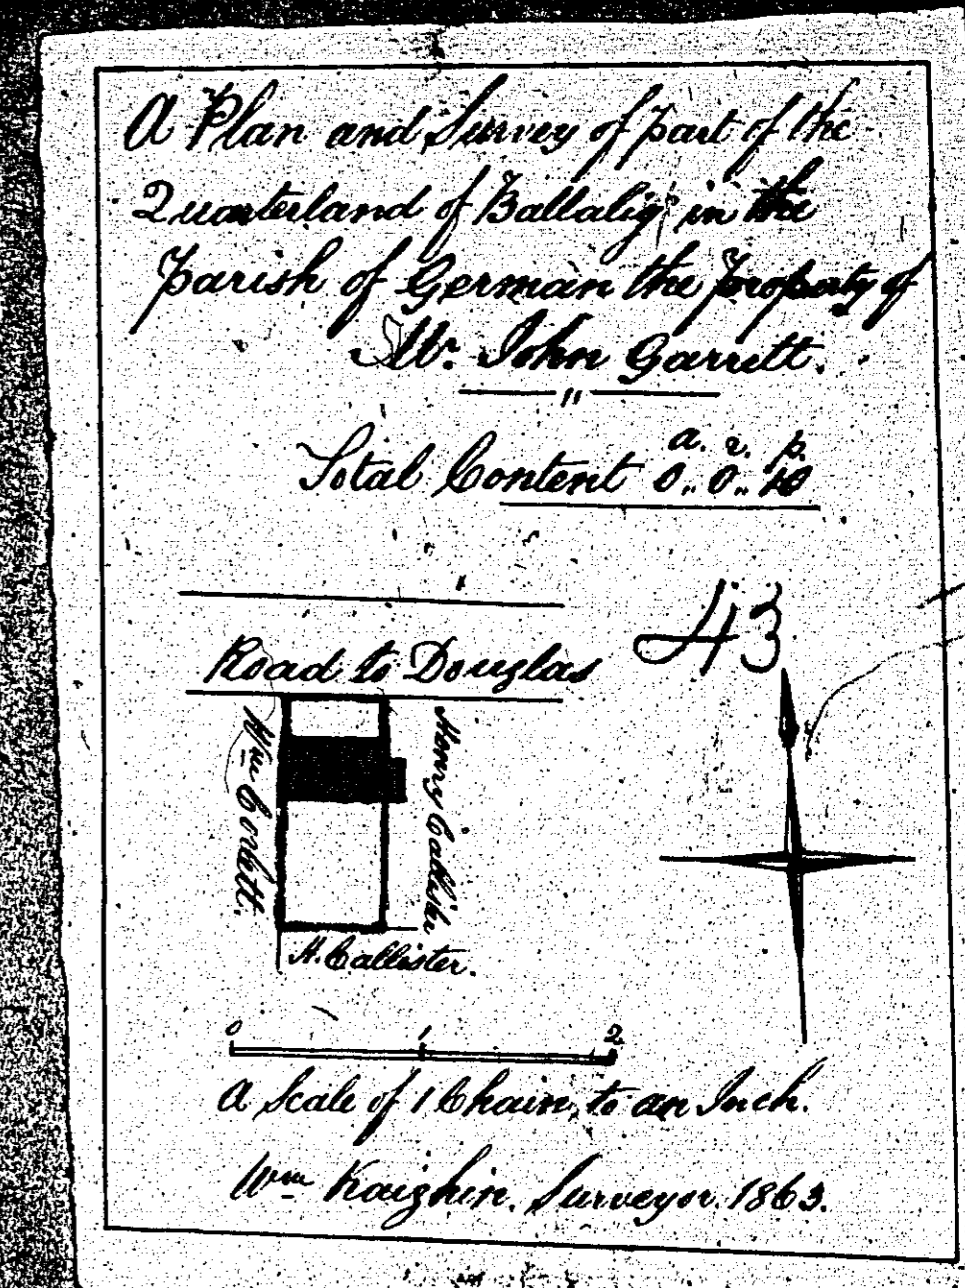 A Plan and Survey of part of the
Quarterland of Ballalig in the
Parish of German the property of
Mr. John Garrett.
"
a. r. p.
Total Content 0.. 0.. 10
43
Road to Douglas
Wm Corlett.
Henry Callister
H. Callister.
0 1 2
A Scale of 1 Chain, to an Inch.
Wm Kaighin. Surveyor. 1863.